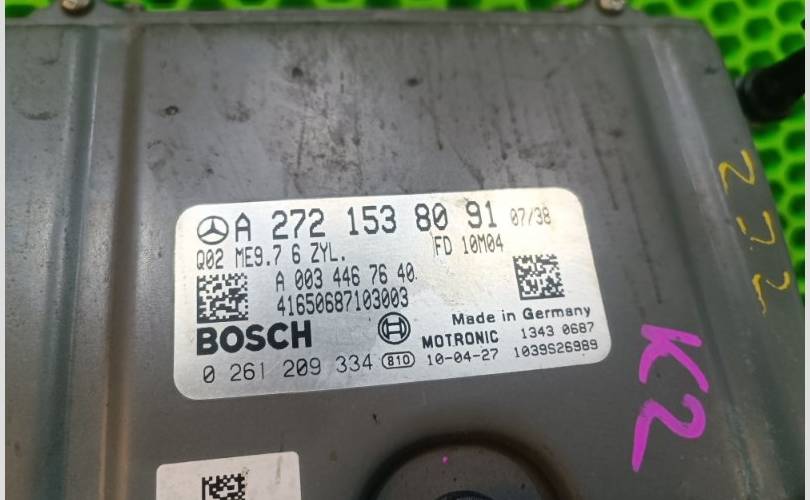 A 272 153 80 91 07/38
Q02 ME9.7 6 ZYL. FD 10M04
A 003 446 76 40
41650687103003
BOSCH
Made in Germany
MOTRONIC 1343 0687
0 261 209 334 810 10-04-27 1039S26989
272
K2